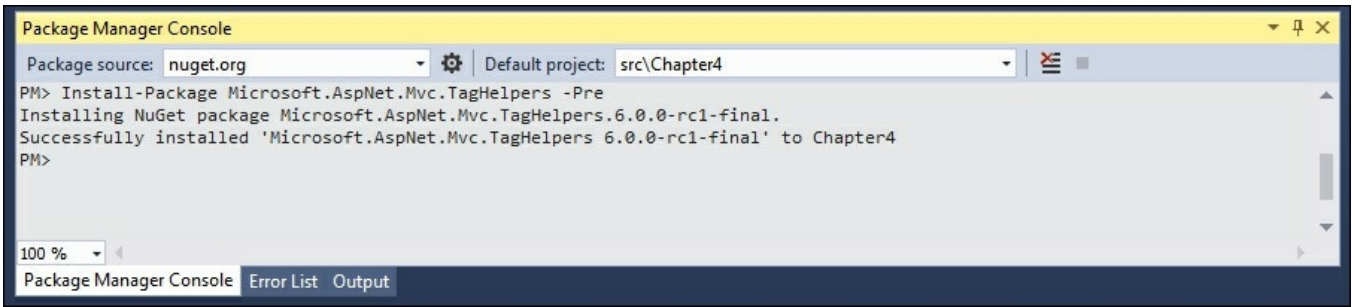 Package Manager Console
Package source: nuget.org Default project: src\Chapter4
PM> Install-Package Microsoft.AspNet.Mvc.TagHelpers -Pre
Installing NuGet package Microsoft.AspNet.Mvc.TagHelpers.6.0.0-rc1-final.
Successfully installed 'Microsoft.AspNet.Mvc.TagHelpers 6.0.0-rc1-final' to Chapter4
PM>
100 %
Package Manager Console Error List Output